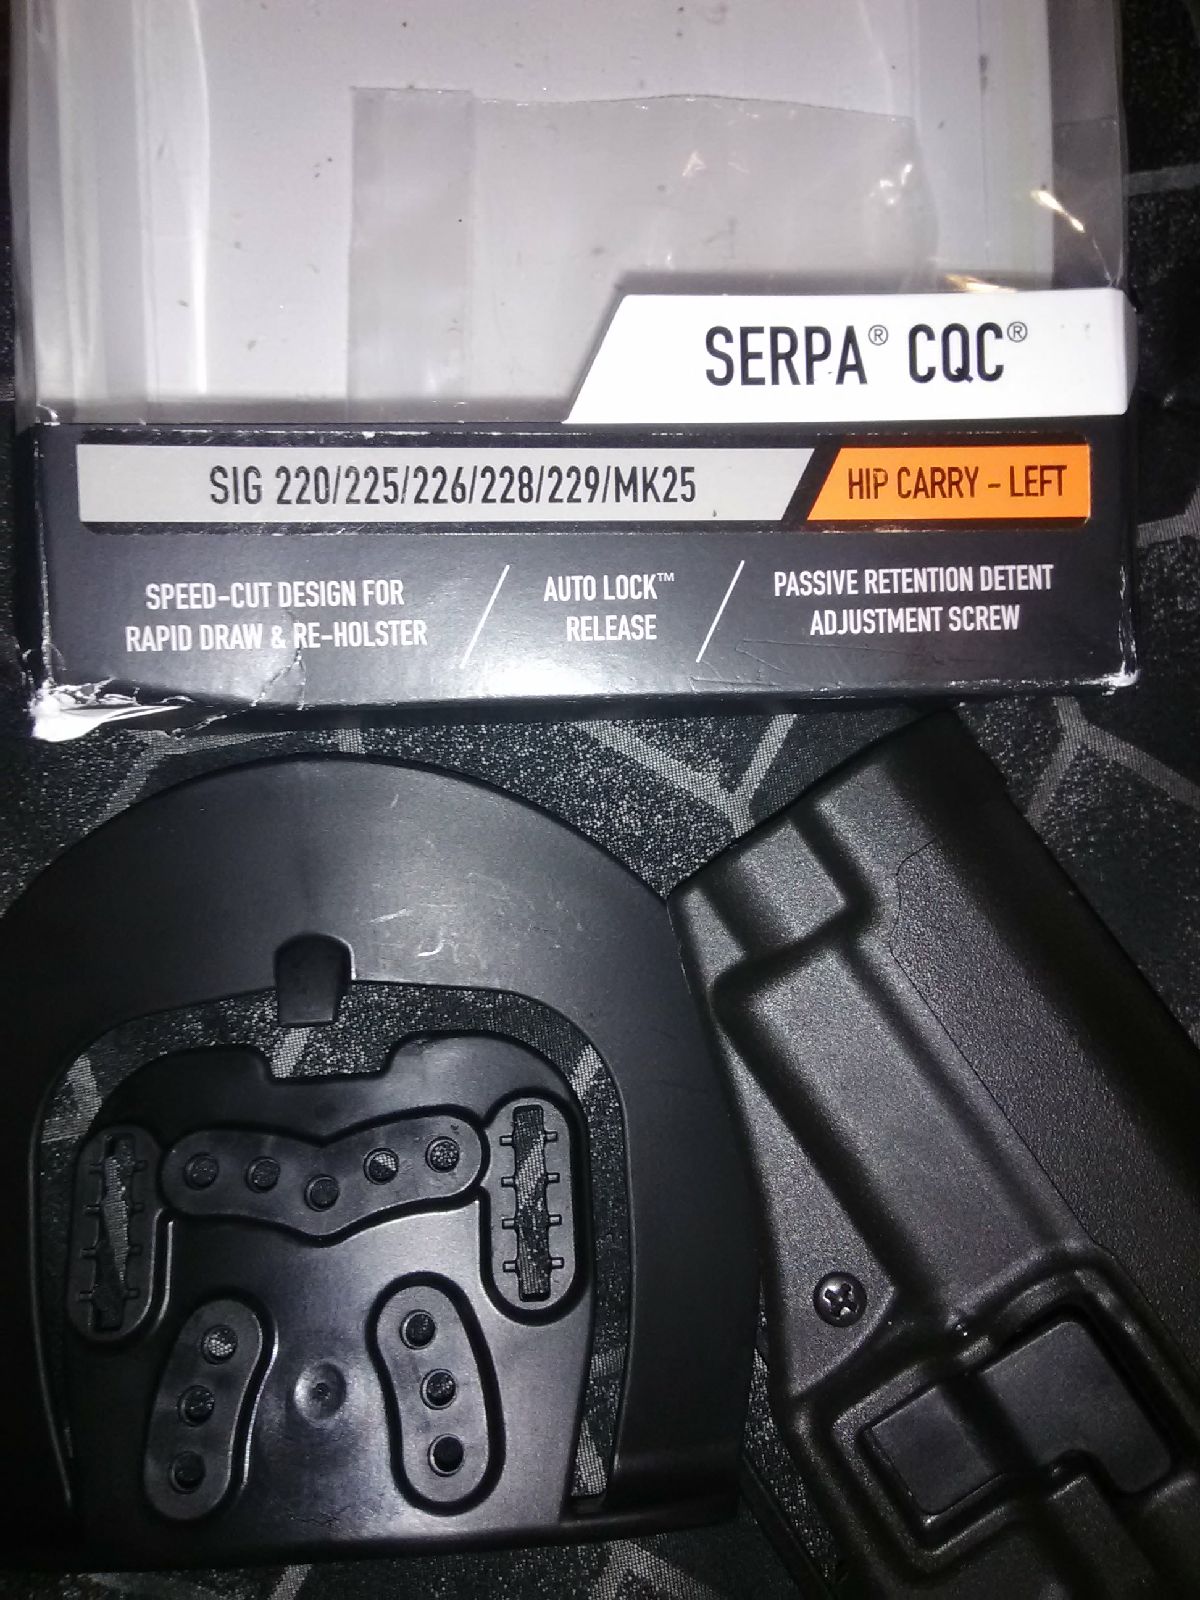 SERPA® CQC®
SIG 220/225/226/228/229/MK25
HIP CARRY - LEFT
SPEED-CUT DESIGN FOR
RAPID DRAW & RE-HOLSTER
AUTO LOCK™
RELEASE
PASSIVE RETENTION DETENT
ADJUSTMENT SCREW